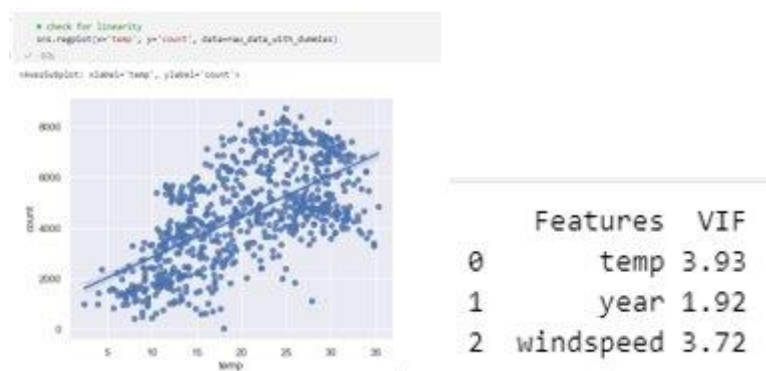 # check for linearity
sns.regplot(x='temp', y='count', data=raw_data_with_dummies)
<AxesSubplot: xlabel='temp', ylabel='count'>
8000
6000
count
4000
2000
0
5 10 15 20 25 30 35
temp
Features VIF
0 temp 3.93
1 year 1.92
2 windspeed 3.72